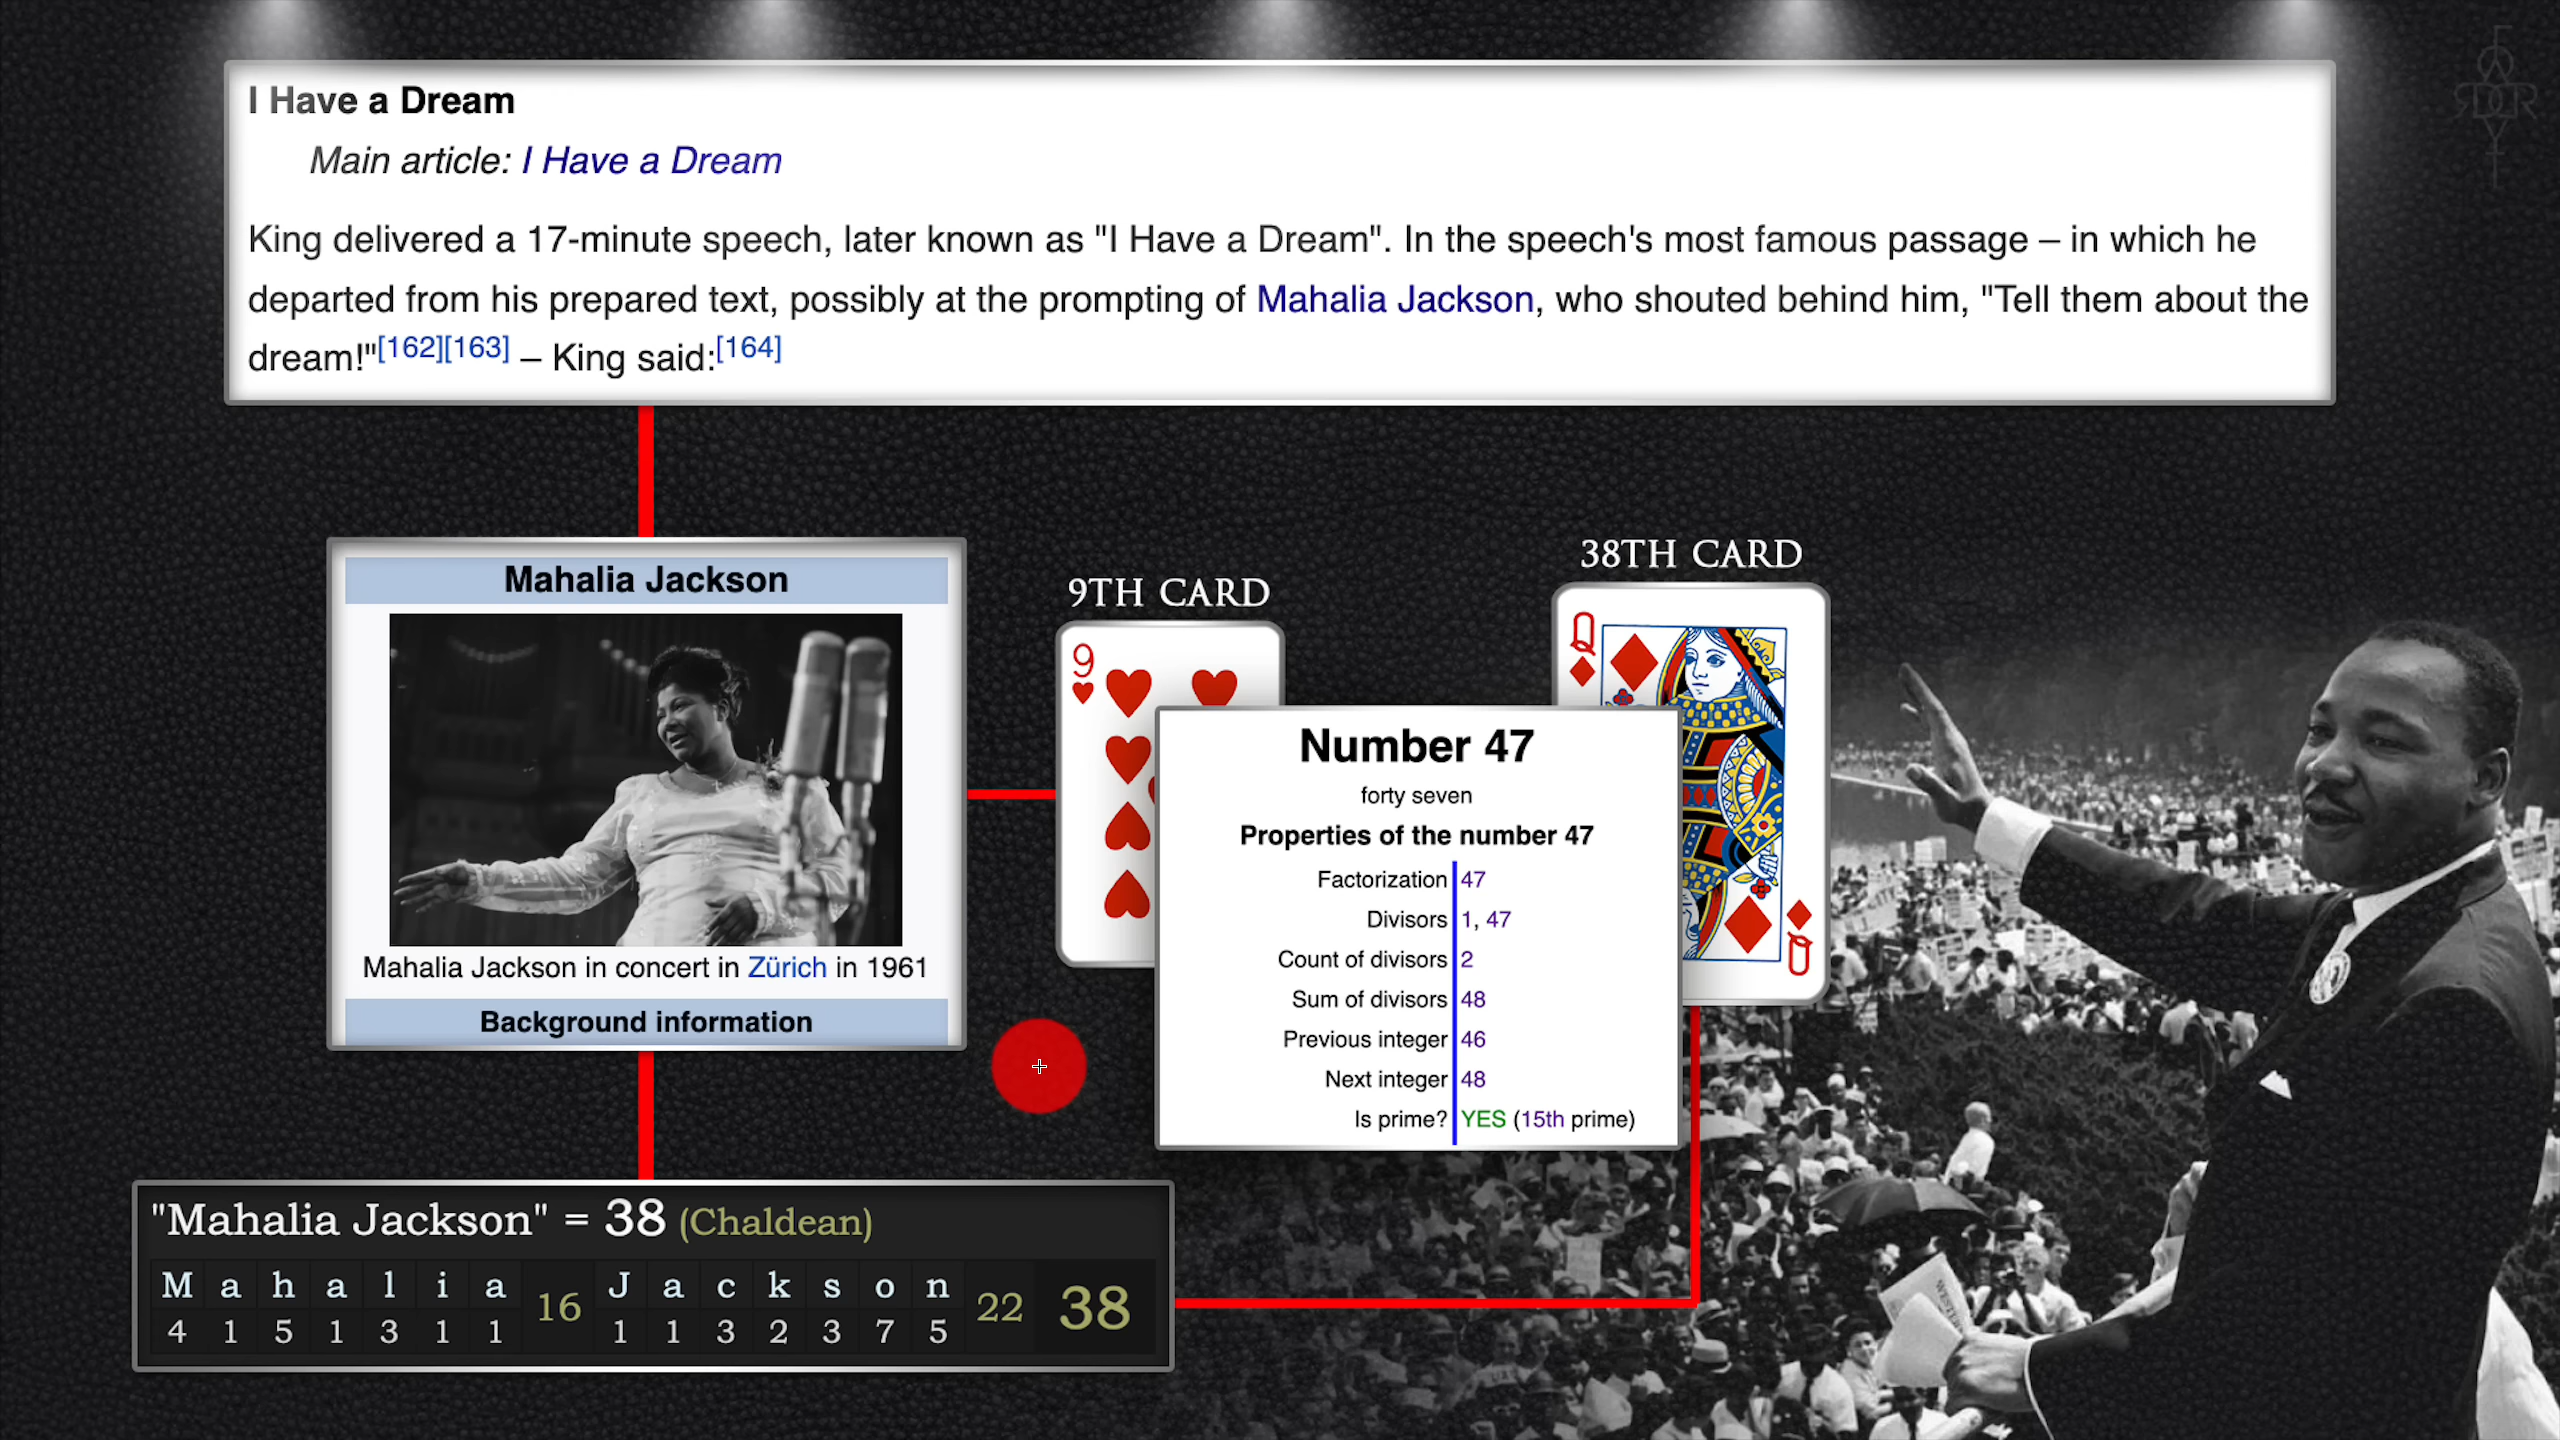 I Have a Dream
Main article: I Have a Dream
King delivered a 17-minute speech, later known as "I Have a Dream". In the speech's most famous passage – in which he
departed from his prepared text, possibly at the prompting of Mahalia Jackson, who shouted behind him, "Tell them about the
dream!"[162][163] – King said:[164]
Mahalia Jackson
Mahalia Jackson in concert in Zürich in 1961
Background information
9TH CARD
9
38TH CARD
Q
Q
Number 47
forty seven
Properties of the number 47
Factorization 47
Divisors 1, 47
Count of divisors 2
Sum of divisors 48
Previous integer 46
Next integer 48
Is prime? YES (15th prime)
"Mahalia Jackson" = 38 (Chaldean)
M a h a l i a 16 J a c k s o n 22 38
4 1 5 1 3 1 1 1 1 3 2 3 7 5